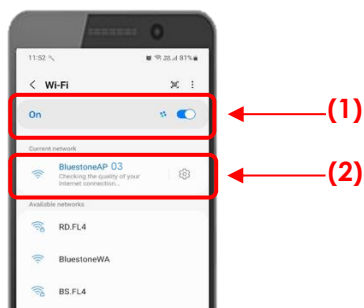 11:52
81%
Wi-Fi
On
(1)
Current network
BluestoneAP 03
Checking the quality of your
internet connection...
(2)
Available networks
RD.FL4
BluestoneWA
BS.FL4